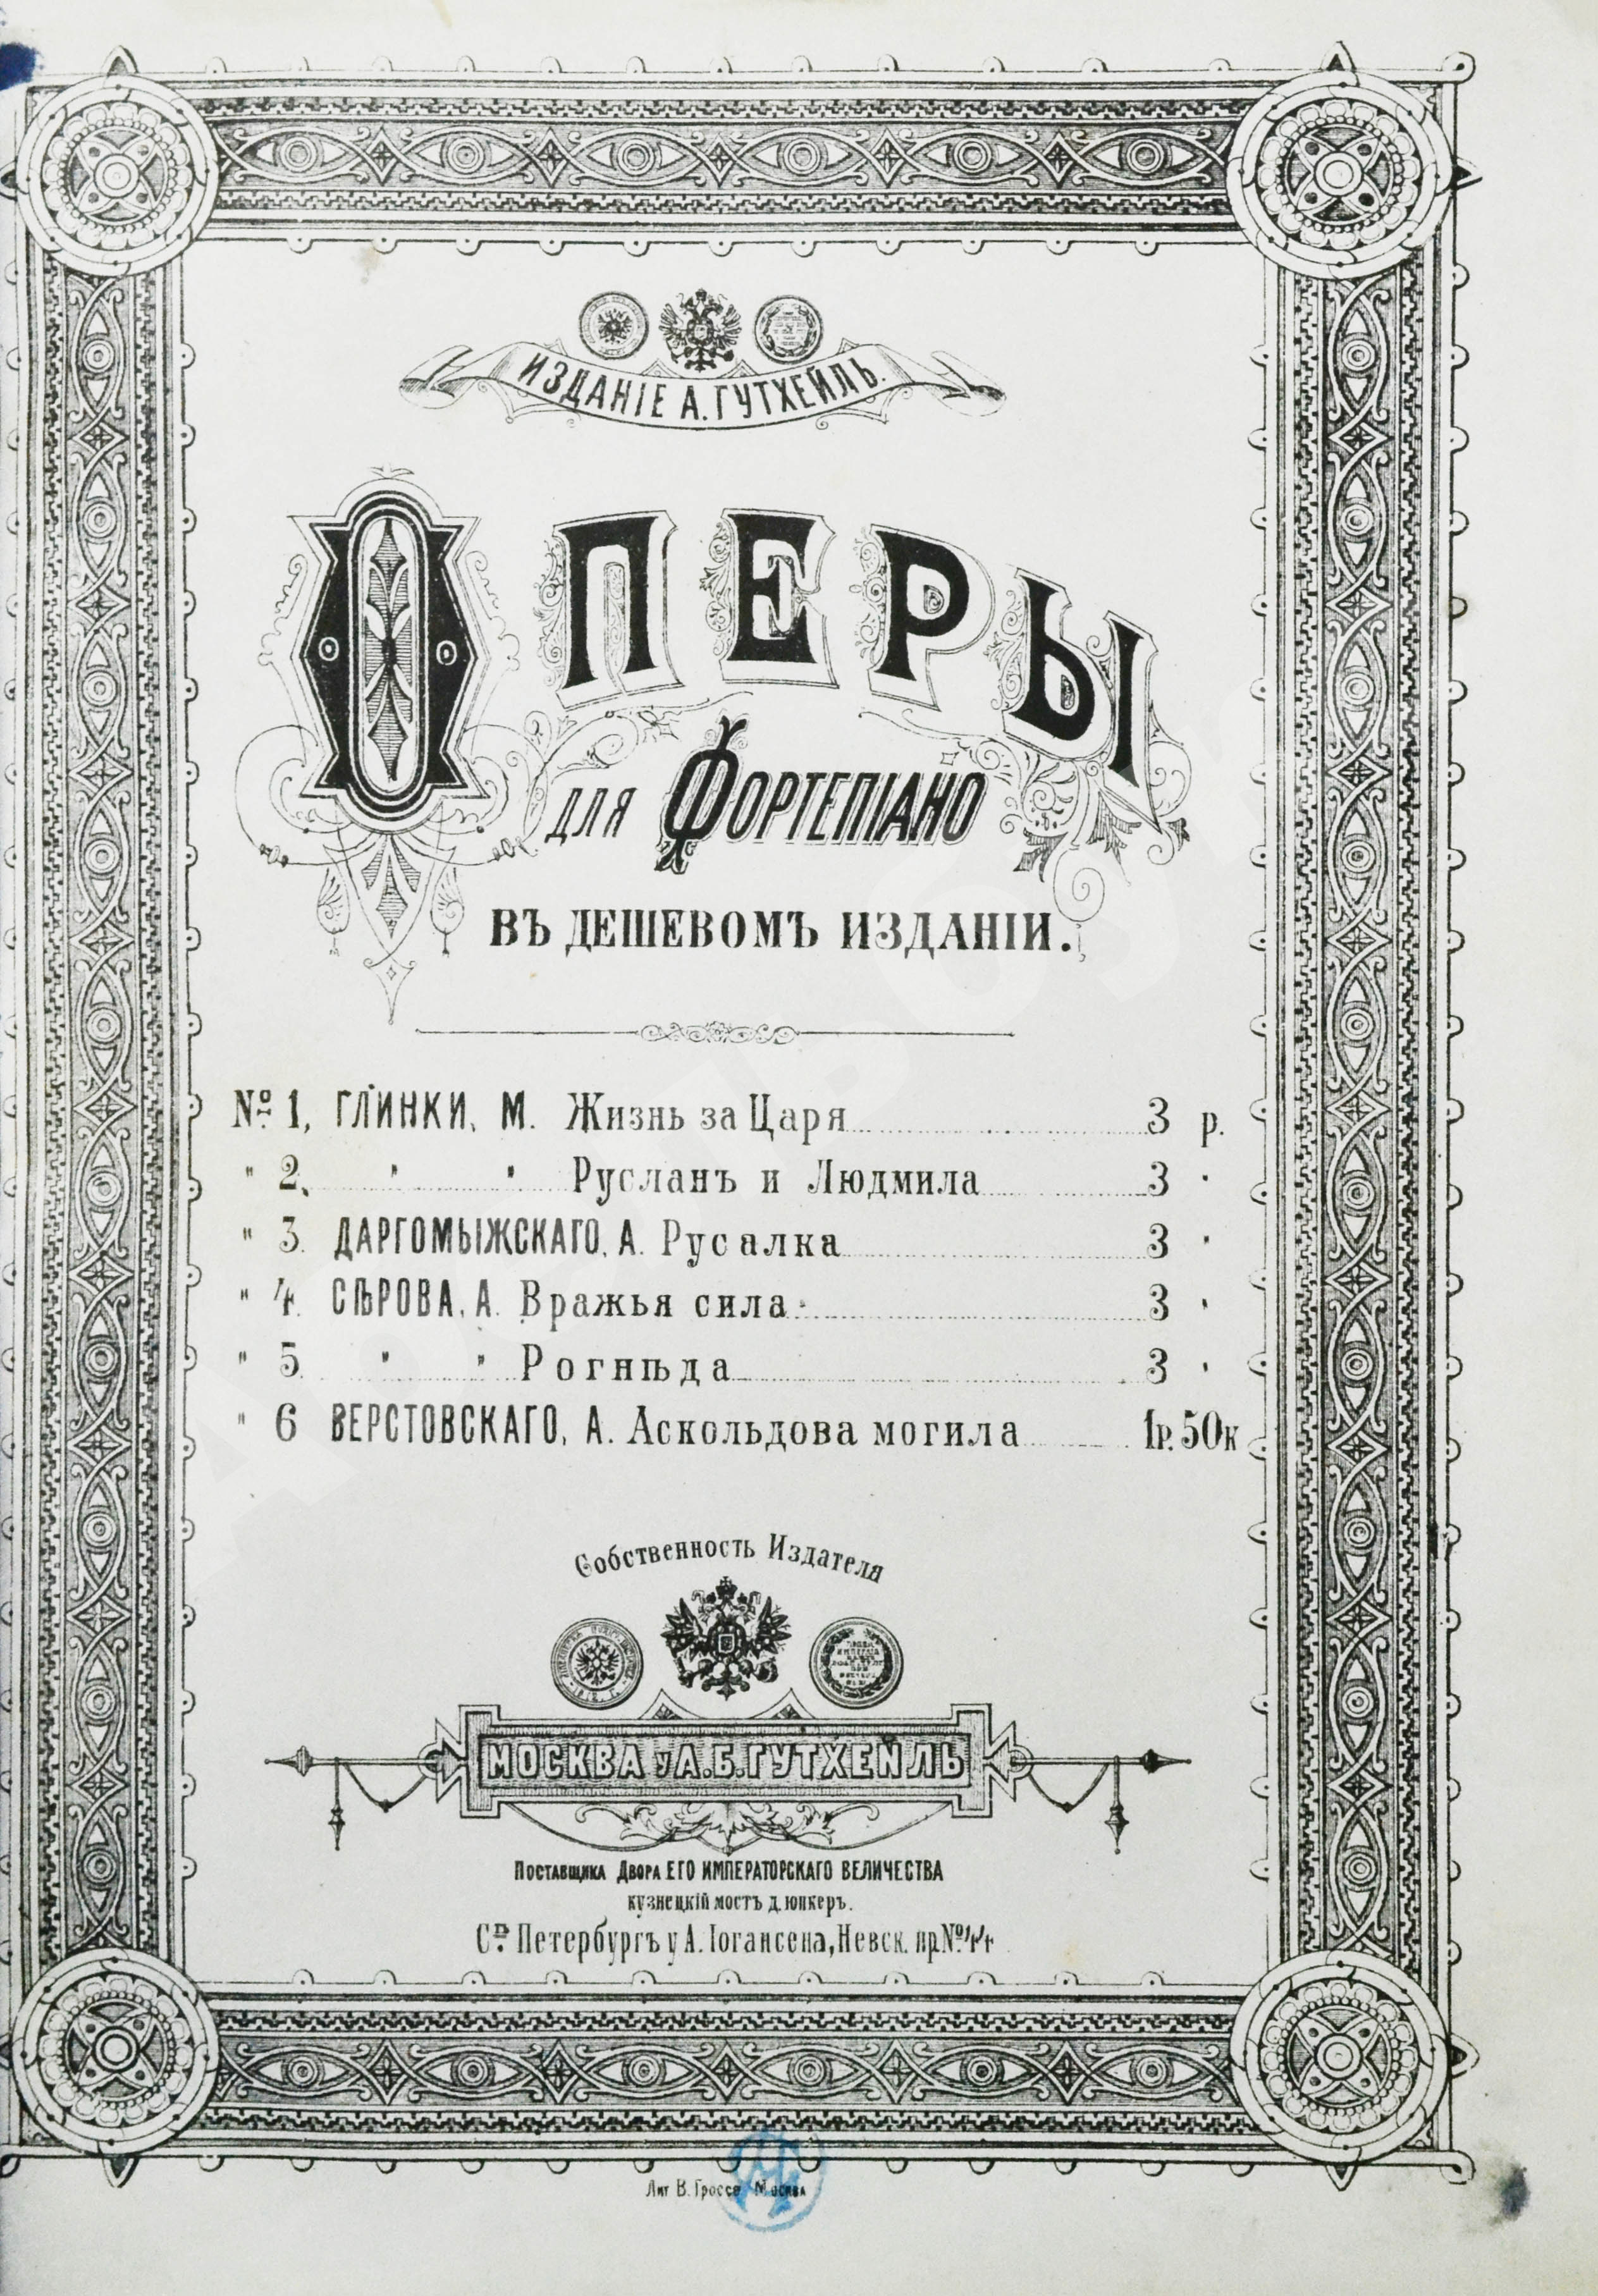 ИЗДАНІЕ А. ГУТХЕЙЛЬ.
ОПЕРЫ
ДЛЯ ФОРТЕПІАНО
ВЪ ДЕШЕВОМЪ ИЗДАНІИ.
№ 1, ГЛИНКИ, М. Жизнь за Царя 3 р.
" 2. " " Русланъ и Людмила 3 "
" 3. ДАРГОМЫЖСКАГО, А. Русалка 3 "
" 4. СѢРОВА, А. Вражья сила 3 "
" 5. " " Рогнѣда 3 "
" 6 ВЕРСТОВСКАГО, А. Аскольдова могила 1р. 50к
Собственность Издателя
МОСКВА у А.Б. ГУТХЕЙЛЬ
ПОСТАВЩИКА ДВОРА ЕГО ИМПЕРАТОРСКАГО ВЕЛИЧЕСТВА
КУЗНЕЦКІЙ МОСТЪ Д. ЮНКЕРЪ.
С.П. Петербургъ у А. Іогансена, Невск. пр. № 44
Лит В. Гроссе Москва